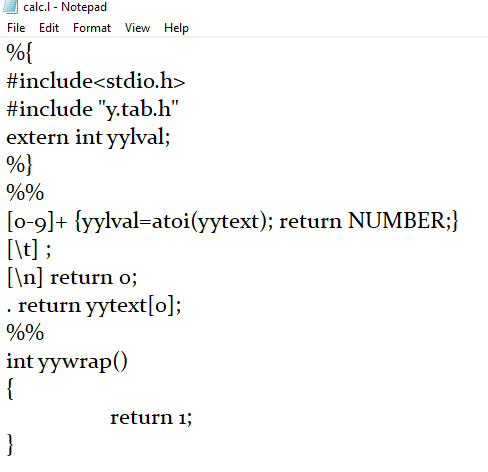 calc.l - Notepad
File Edit Format View Help
%{
#include<stdio.h>
#include "y.tab.h"
extern int yylval;
%}
%%
[0-9]+ {yylval=atoi(yytext); return NUMBER;}
[\t] ;
[\n] return 0;
. return yytext[0];
%%
int yywrap()
{
return 1;
}